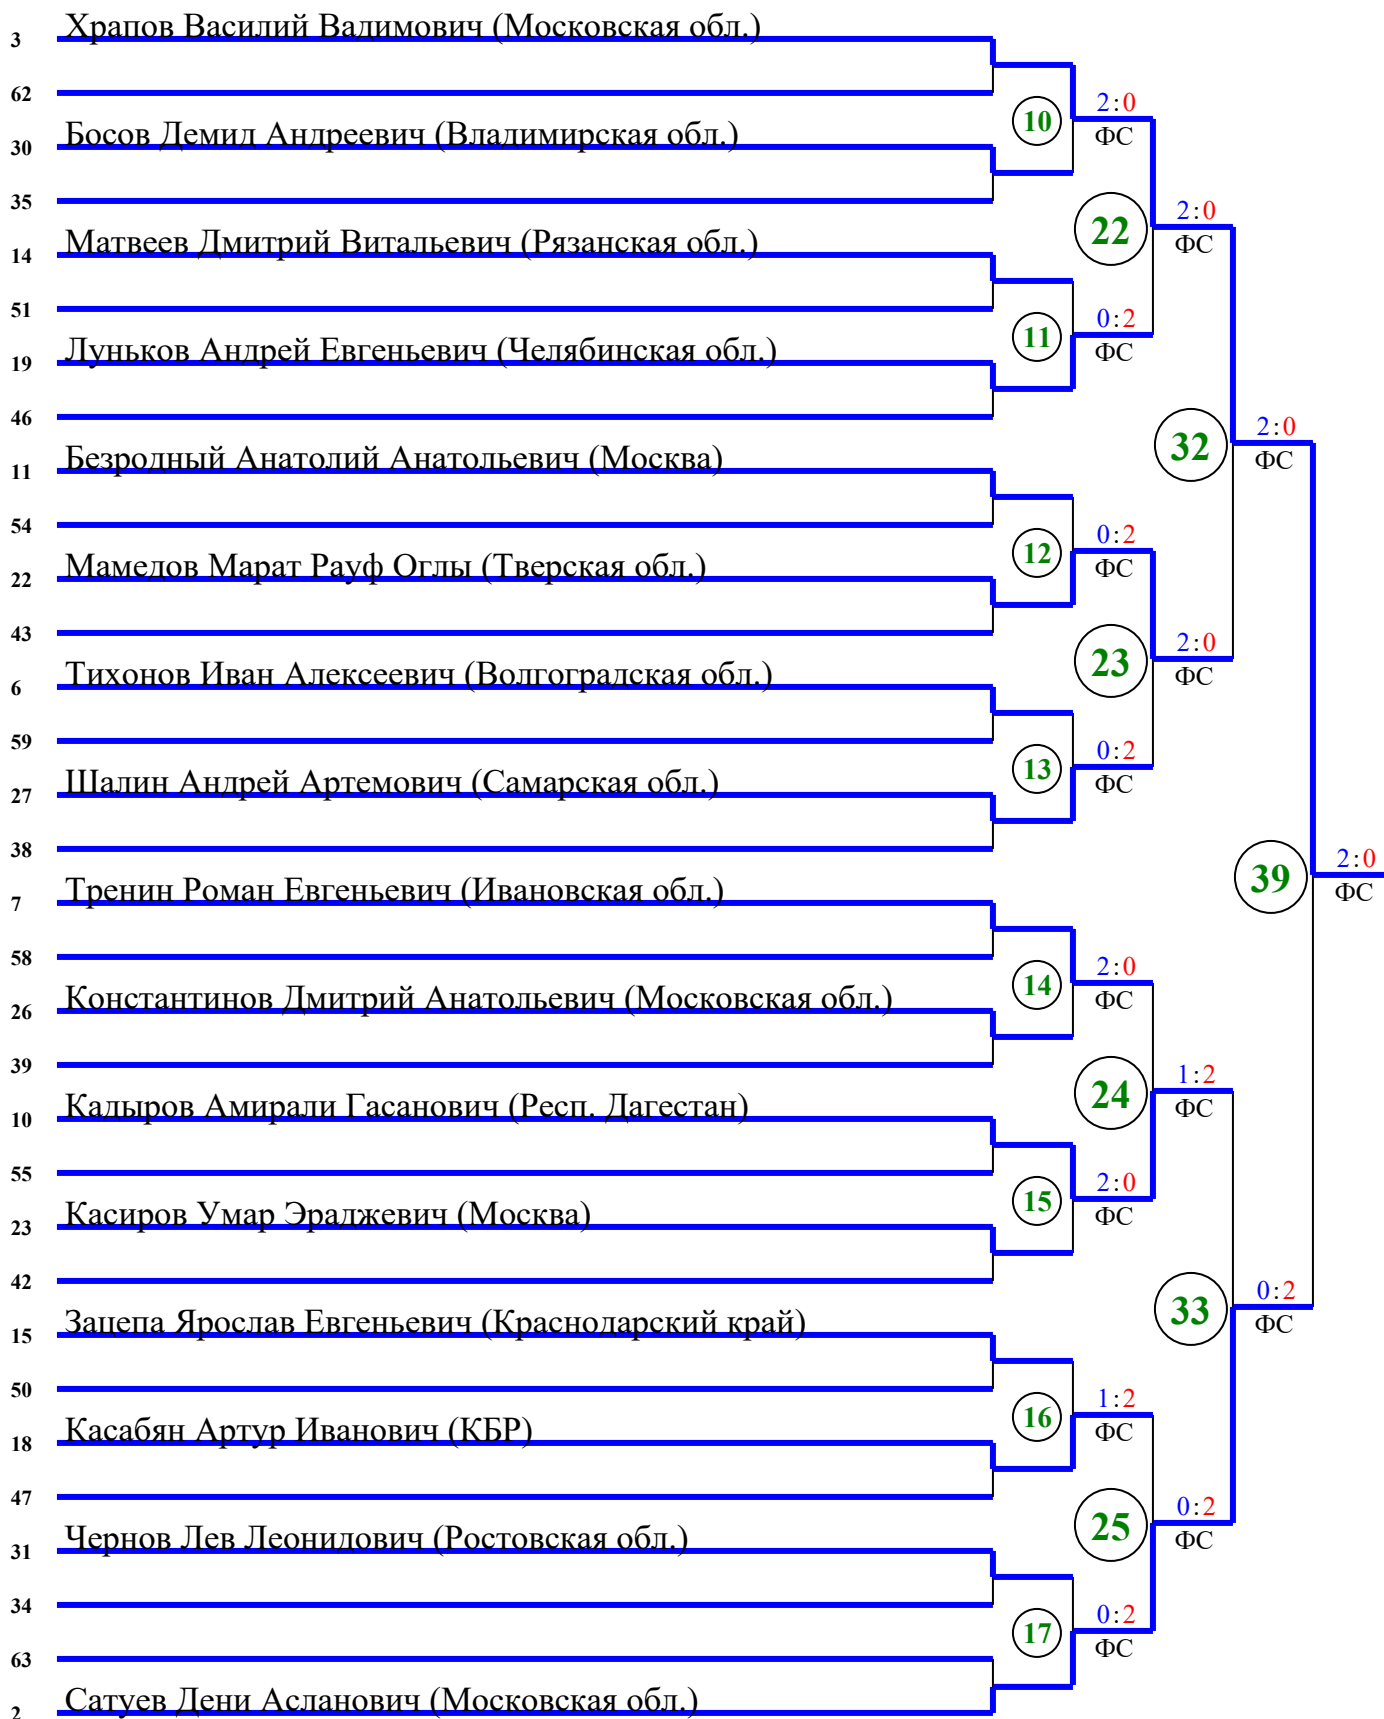 3 Храпов Василий Вадимович (Московская обл.)
62
2:0
10
ФС
30 Босов Демид Андреевич (Владимирская обл.)
35
2:0
22
ФС
14 Матвеев Дмитрий Витальевич (Рязанская обл.)
51
0:2
11
ФС
19 Луньков Андрей Евгеньевич (Челябинская обл.)
46
2:0
32
ФС
11 Безродный Анатолий Анатольевич (Москва)
54
0:2
12
ФС
22 Мамедов Марат Рауф Оглы (Тверская обл.)
43
2:0
23
ФС
6 Тихонов Иван Алексеевич (Волгоградская обл.)
59
0:2
13
ФС
27 Шалин Андрей Артемович (Самарская обл.)
38
2:0
39
ФС
7 Тренин Роман Евгеньевич (Ивановская обл.)
58
2:0
14
ФС
26 Константинов Дмитрий Анатольевич (Московская обл.)
39
1:2
24
ФС
10 Кадыров Амирали Гасанович (Респ. Дагестан)
55
2:0
15
ФС
23 Касиров Умар Эраджевич (Москва)
42
0:2
33
ФС
15 Зацепа Ярослав Евгеньевич (Краснодарский край)
50
1:2
16
ФС
18 Касабян Артур Иванович (КБР)
47
0:2
25
ФС
31 Чернов Лев Леонидович (Ростовская обл.)
34
0:2
17
ФС
63
2 Сатуев Дени Асланович (Московская обл.)